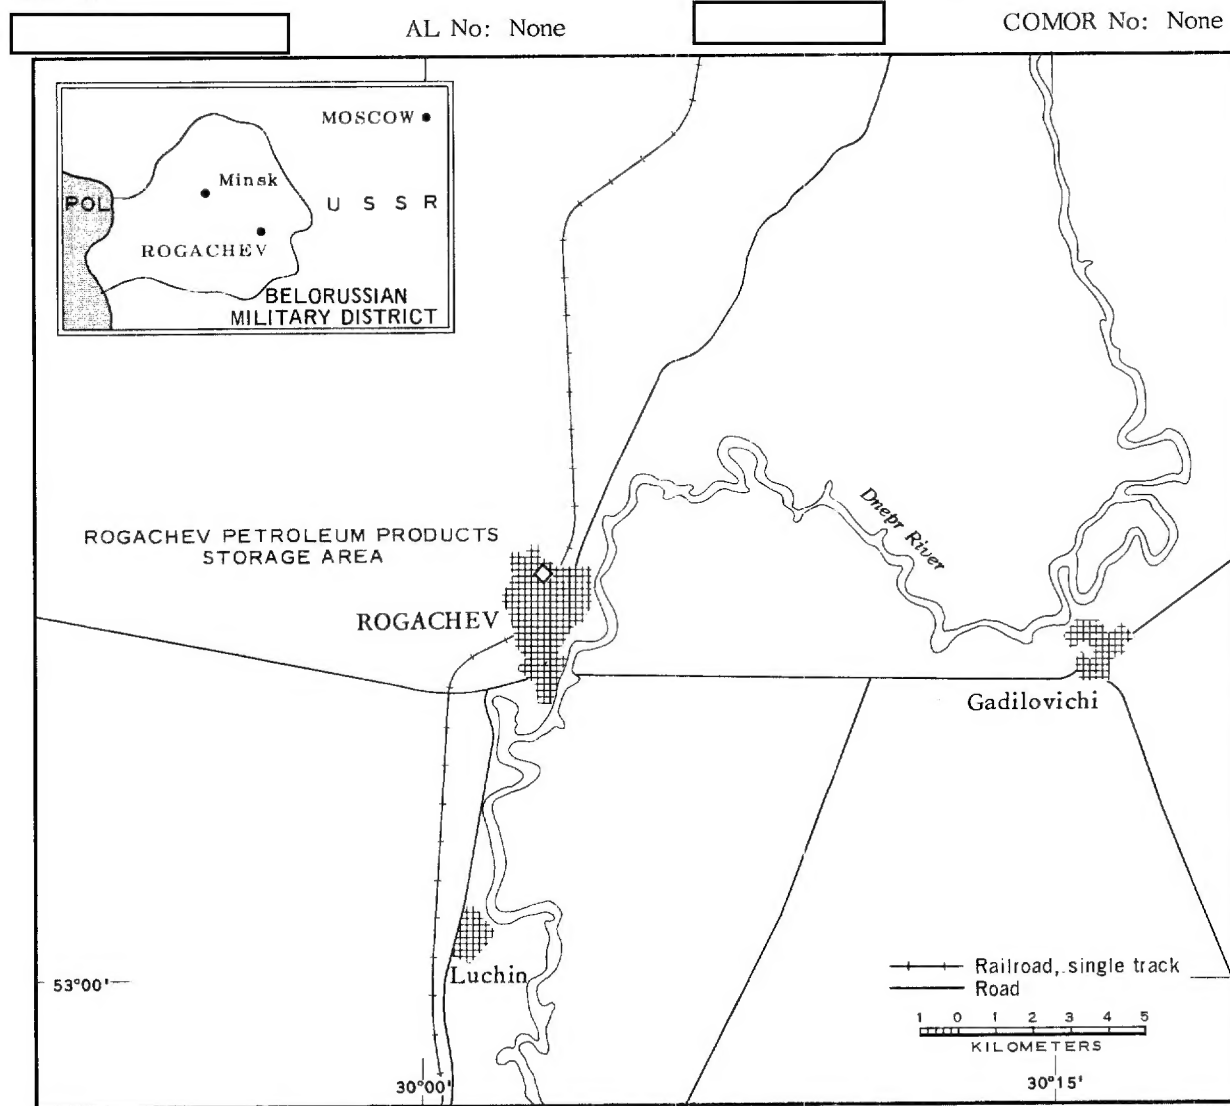 AL No: None
COMOR No: None
MOSCOW
Minsk
POL
U S S R
ROGACHEV
BELORUSSIAN
MILITARY DISTRICT
Dnepr River
ROGACHEV PETROLEUM PRODUCTS
STORAGE AREA
ROGACHEV
Gadilovichi
Luchin
Railroad, single track
Road
53°00'
1 0 1 2 3 4 5
KILOMETERS
30°00'
30°15'